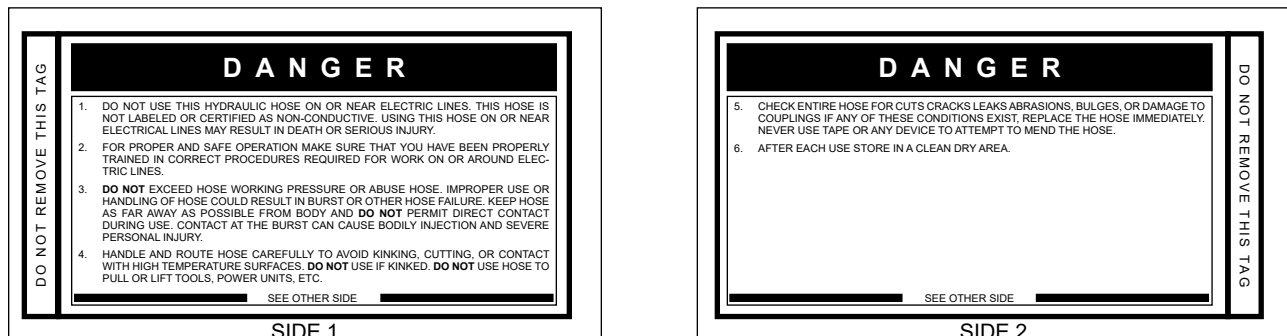 DO NOT REMOVE THIS TAG
DANGER
1. DO NOT USE THIS HYDRAULIC HOSE ON OR NEAR ELECTRIC LINES. THIS HOSE IS
NOT LABELED OR CERTIFIED AS NON-CONDUCTIVE. USING THIS HOSE ON OR NEAR
ELECTRICAL LINES MAY RESULT IN DEATH OR SERIOUS INJURY.
2. FOR PROPER AND SAFE OPERATION MAKE SURE THAT YOU HAVE BEEN PROPERLY
TRAINED IN CORRECT PROCEDURES REQUIRED FOR WORK ON OR AROUND ELEC-
TRIC LINES.
3. DO NOT EXCEED HOSE WORKING PRESSURE OR ABUSE HOSE. IMPROPER USE OR
HANDLING OF HOSE COULD RESULT IN BURST OR OTHER HOSE FAILURE. KEEP HOSE
AS FAR AWAY AS POSSIBLE FROM BODY AND DO NOT PERMIT DIRECT CONTACT
DURING USE. CONTACT AT THE BURST CAN CAUSE BODILY INJECTION AND SEVERE
PERSONAL INJURY.
4. HANDLE AND ROUTE HOSE CAREFULLY TO AVOID KINKING, CUTTING, OR CONTACT
WITH HIGH TEMPERATURE SURFACES. DO NOT USE IF KINKED. DO NOT USE HOSE TO
PULL OR LIFT TOOLS, POWER UNITS, ETC.
SEE OTHER SIDE
SIDE 1
DANGER
5. CHECK ENTIRE HOSE FOR CUTS CRACKS LEAKS ABRASIONS, BULGES, OR DAMAGE TO
COUPLINGS IF ANY OF THESE CONDITIONS EXIST, REPLACE THE HOSE IMMEDIATELY.
NEVER USE TAPE OR ANY DEVICE TO ATTEMPT TO MEND THE HOSE.
6. AFTER EACH USE STORE IN A CLEAN DRY AREA.
SEE OTHER SIDE
DO NOT REMOVE THIS TAG
SIDE 2